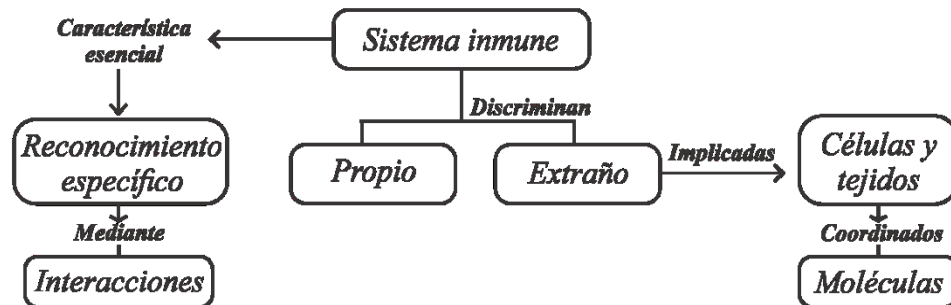 Característica
esencial
Sistema inmune
Discriminan
Reconocimiento
específico
Propio
Extraño
Implicadas
Células y
tejidos
Mediante
Coordinados
Interacciones
Moléculas